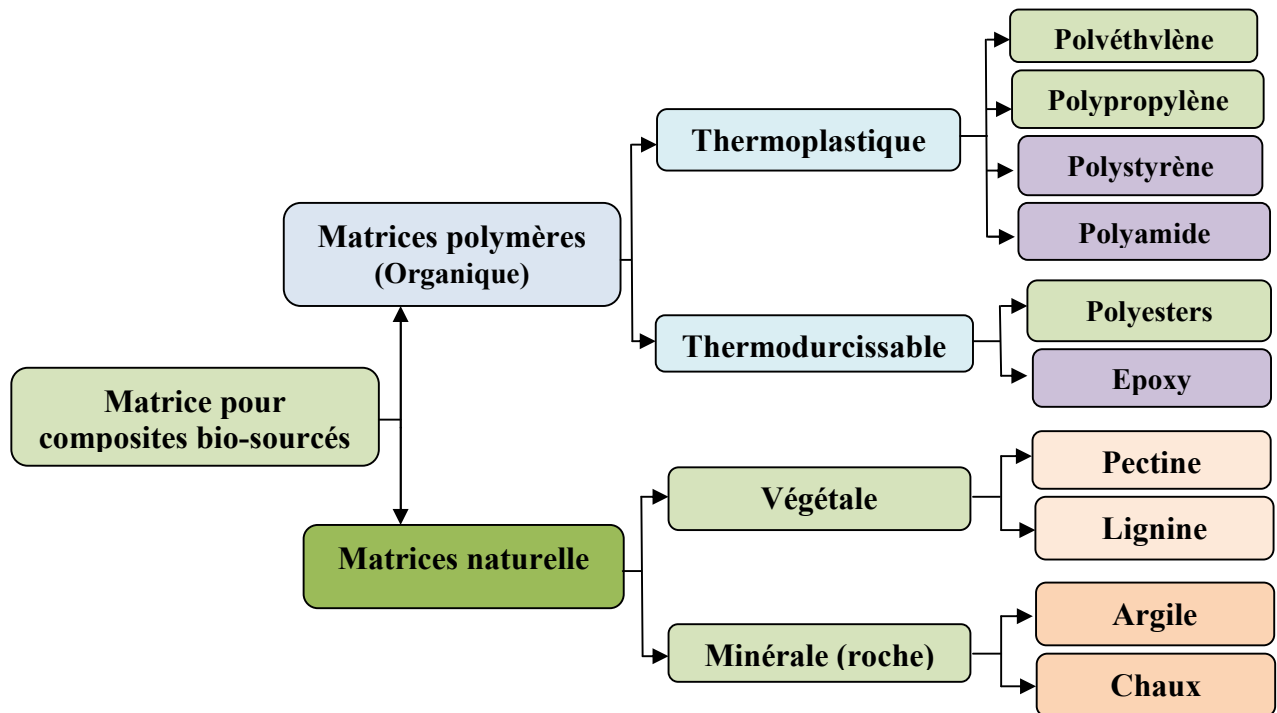 Polyéthylène
Polypropylène
Thermoplastique
Polystyrène
Matrices polymères
(Organique)
Polyamide
Polyesters
Thermodurcissable
Epoxy
Matrice pour
composites bio-sourcés
Pectine
Végétale
Lignine
Matrices naturelle
Argile
Minérale (roche)
Chaux